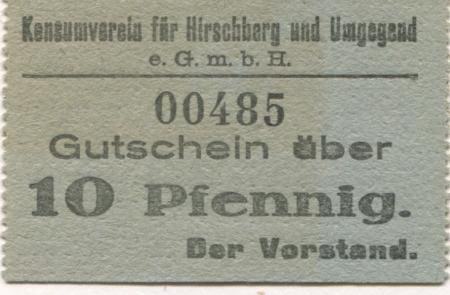 Konsumverein für Hirschberg und Umgegend
e. G. m. b. H.
00485
Gutschein über
10 Pfennig.
Der Vorstand.